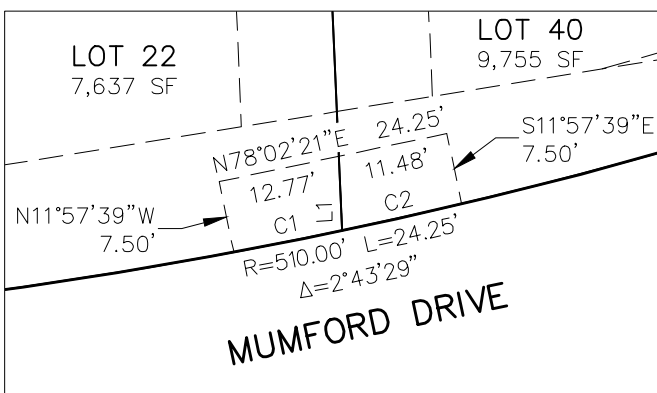 LOT 22
7,637 SF
LOT 40
9,755 SF
N78°02'21"E 24.25'
S11°57'39"E
7.50'
12.77'
11.48'
N11°57'39"W
7.50'
C1
L1
C2
R=510.00' L=24.25'
Δ=2°43'29"
MUMFORD DRIVE